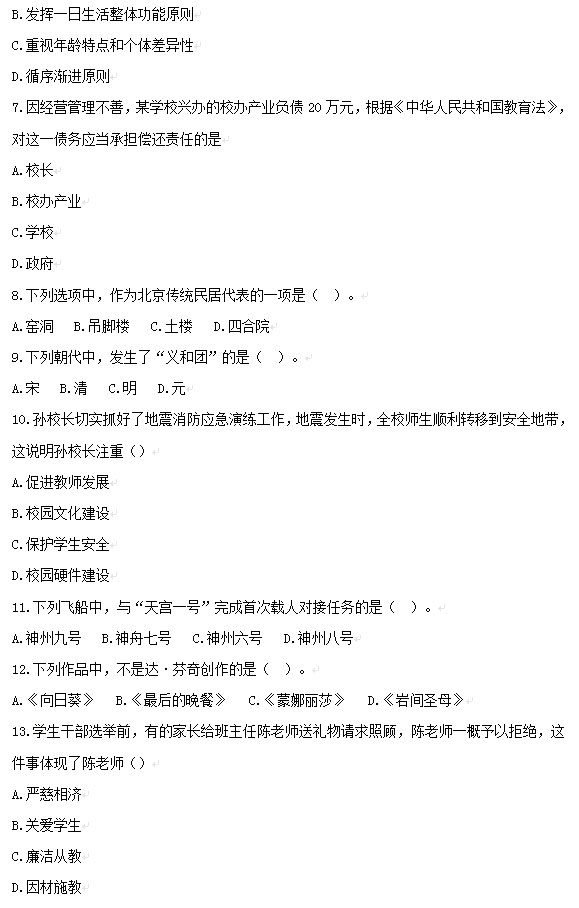 B.发挥一日生活整体功能原则
C.重视年龄特点和个体差异性
D.循序渐进原则
7.因经营管理不善，某学校兴办的校办产业负债20万元，根据《中华人民共和国教育法》，
对这一债务应当承担偿还责任的是
A.校长
B.校办产业
C.学校
D.政府
8.下列选项中，作为北京传统民居代表的一项是（　）。
A.窑洞　B.吊脚楼　C.土楼　D.四合院
9.下列朝代中，发生了“义和团”的是（　）。
A.宋　B.清　C.明　D.元
10.孙校长切实抓好了地震消防应急演练工作，地震发生时，全校师生顺利转移到安全地带，
这说明孙校长注重()
A.促进教师发展
B.校园文化建设
C.保护学生安全
D.校园硬件建设
11.下列飞船中，与“天宫一号”完成首次载人对接任务的是（　）。
A.神州九号　B.神舟七号　C.神州六号　D.神州八号
12.下列作品中，不是达·芬奇创作的是（　）。
A.《向日葵》　B.《最后的晚餐》　C.《蒙娜丽莎》　D.《岩间圣母》
13.学生干部选举前，有的家长给班主任陈老师送礼物请求照顾，陈老师一概予以拒绝，这
件事体现了陈老师()
A.严慈相济
B.关爱学生
C.廉洁从教
D.因材施教